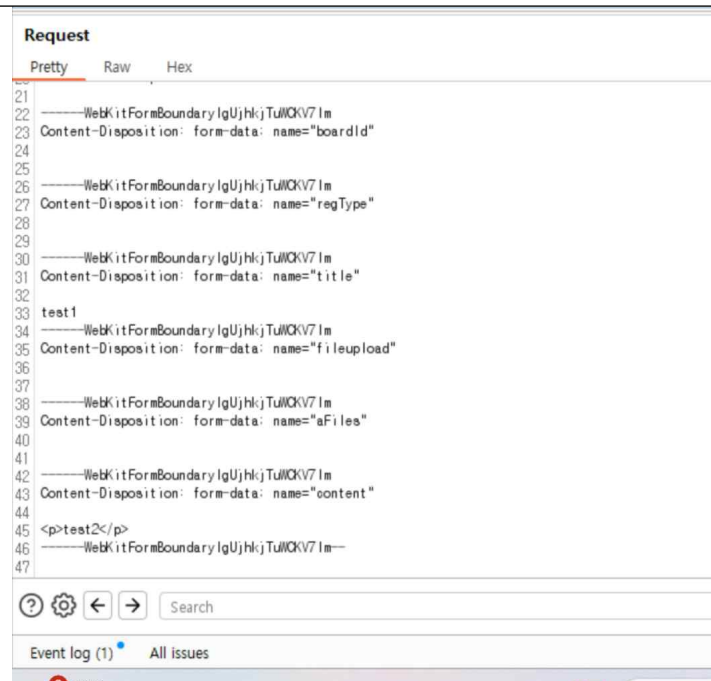 Request
Pretty Raw Hex
21
22 ------WebKitFormBoundaryIgUjhkjTuWCKV7Im
23 Content-Disposition: form-data; name="boardId"
24
25
26 ------WebKitFormBoundaryIgUjhkjTuWCKV7Im
27 Content-Disposition: form-data; name="regType"
28
29
30 ------WebKitFormBoundaryIgUjhkjTuWCKV7Im
31 Content-Disposition: form-data; name="title"
32
33 test1
34 ------WebKitFormBoundaryIgUjhkjTuWCKV7Im
35 Content-Disposition: form-data; name="fileupload"
36
37
38 ------WebKitFormBoundaryIgUjhkjTuWCKV7Im
39 Content-Disposition: form-data; name="aFiles"
40
41
42 ------WebKitFormBoundaryIgUjhkjTuWCKV7Im
43 Content-Disposition: form-data; name="content"
44
45 <p>test2</p>
46 ------WebKitFormBoundaryIgUjhkjTuWCKV7Im--
47
Search
Event log (1) All issues